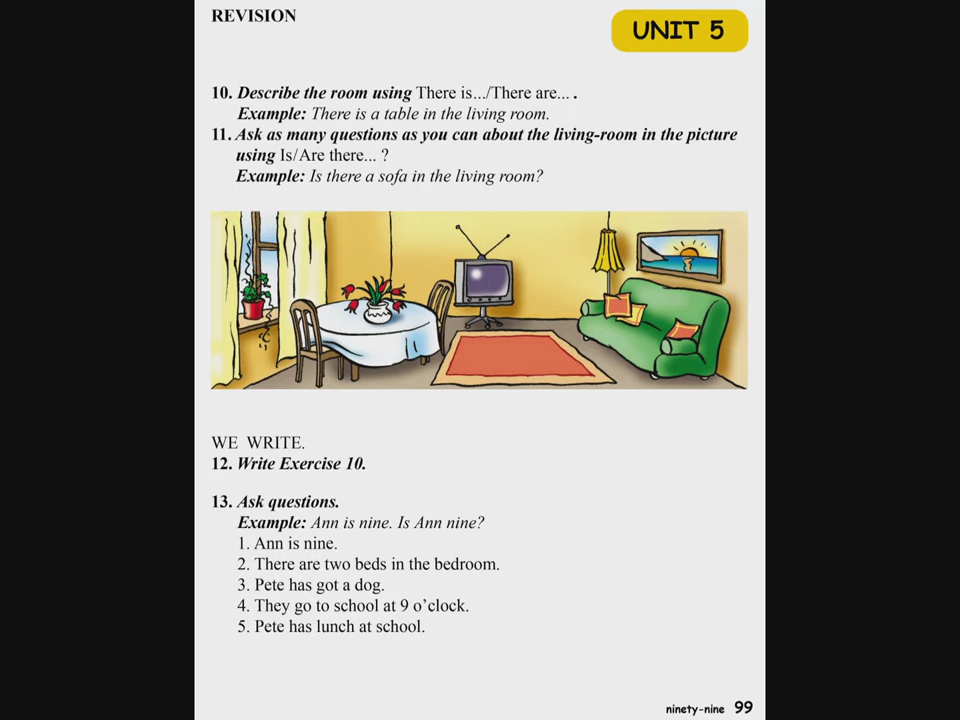 REVISION
UNIT 5
10. Describe the room using There is.../There are... .
Example: There is a table in the living room.
11. Ask as many questions as you can about the living-room in the picture
using Is/Are there... ?
Example: Is there a sofa in the living room?
WE WRITE.
12. Write Exercise 10.
13. Ask questions.
Example: Ann is nine. Is Ann nine?
1. Ann is nine.
2. There are two beds in the bedroom.
3. Pete has got a dog.
4. They go to school at 9 o’clock.
5. Pete has lunch at school.
ninety-nine 99